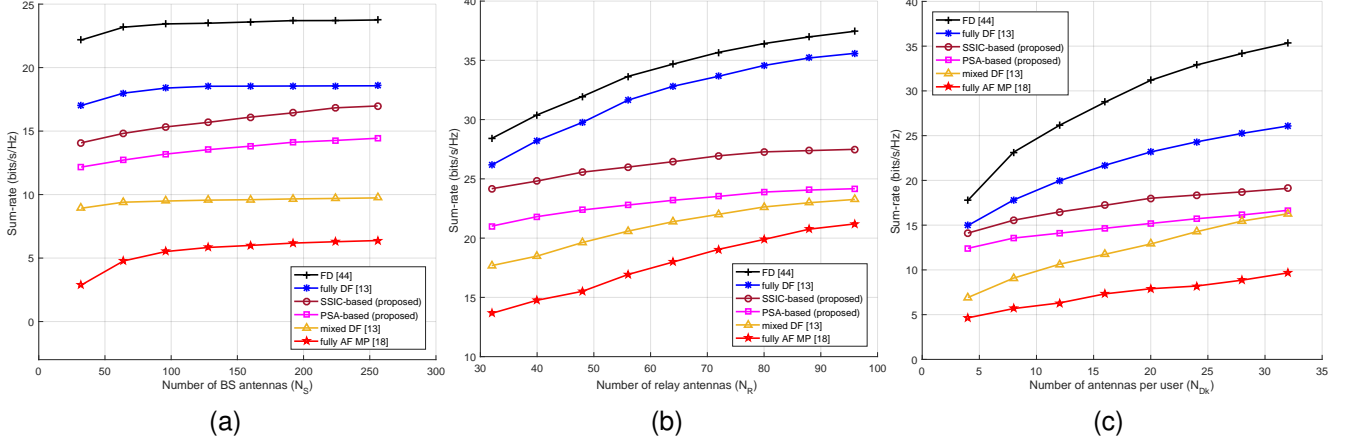 25
20
15
10
5
0
Sum-rate (bits/s/Hz)
FD [44]
fully DF [13]
SSIC-based (proposed)
PSA-based (proposed)
mixed DF [13]
fully AF MP [18]
0 50 100 150 200 250 300
Number of BS antennas (N_S)
(a)
40
35
30
25
20
15
10
Sum-rate (bits/s/Hz)
FD [44]
fully DF [13]
SSIC-based (proposed)
PSA-based (proposed)
mixed DF [13]
fully AF MP [18]
30 40 50 60 70 80 90 100
Number of relay antennas (N_R)
(b)
40
35
30
25
20
15
10
5
0
Sum-rate (bits/s/Hz)
FD [44]
fully DF [13]
SSIC-based (proposed)
PSA-based (proposed)
mixed DF [13]
fully AF MP [18]
0 5 10 15 20 25 30 35
Number of antennas per user (N_Dk)
(c)